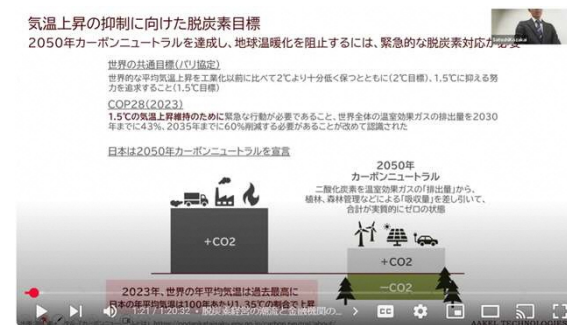 気温上昇の抑制に向けた脱炭素目標
2050年カーボンニュートラルを達成し、地球温暖化を阻止するには、緊急的な脱炭素対応が必要
世界の共通目標(パリ協定)
世界的な平均気温上昇を工業化以前に比べて2℃より十分低く保つとともに(2℃目標)、1.5℃に抑える努
力を追求すること(1.5℃目標)
COP28(2023)
1.5℃の気温上昇維持のために緊急な行動が必要であること、世界全体の温室効果ガスの排出量を2030
年までに43%、2035年までに60%削減する必要があることが改めて認識された
日本は2050年カーボンニュートラルを宣言
2050年
カーボンニュートラル
二酸化炭素を温室効果ガスの「排出量」から、
植林、森林管理などによる「吸収量」を差し引いて、
合計が実質的にゼロの状態
+CO2
+CO2
−CO2
2023年、世界の年平均気温は過去最高に
日本の年平均気温は100年あたり1.35℃の割合で上昇
1:21 / 1:20:32 • 脱炭素経営の潮流と金融機関の...
CC
AAKEL TECHNOLOGIES